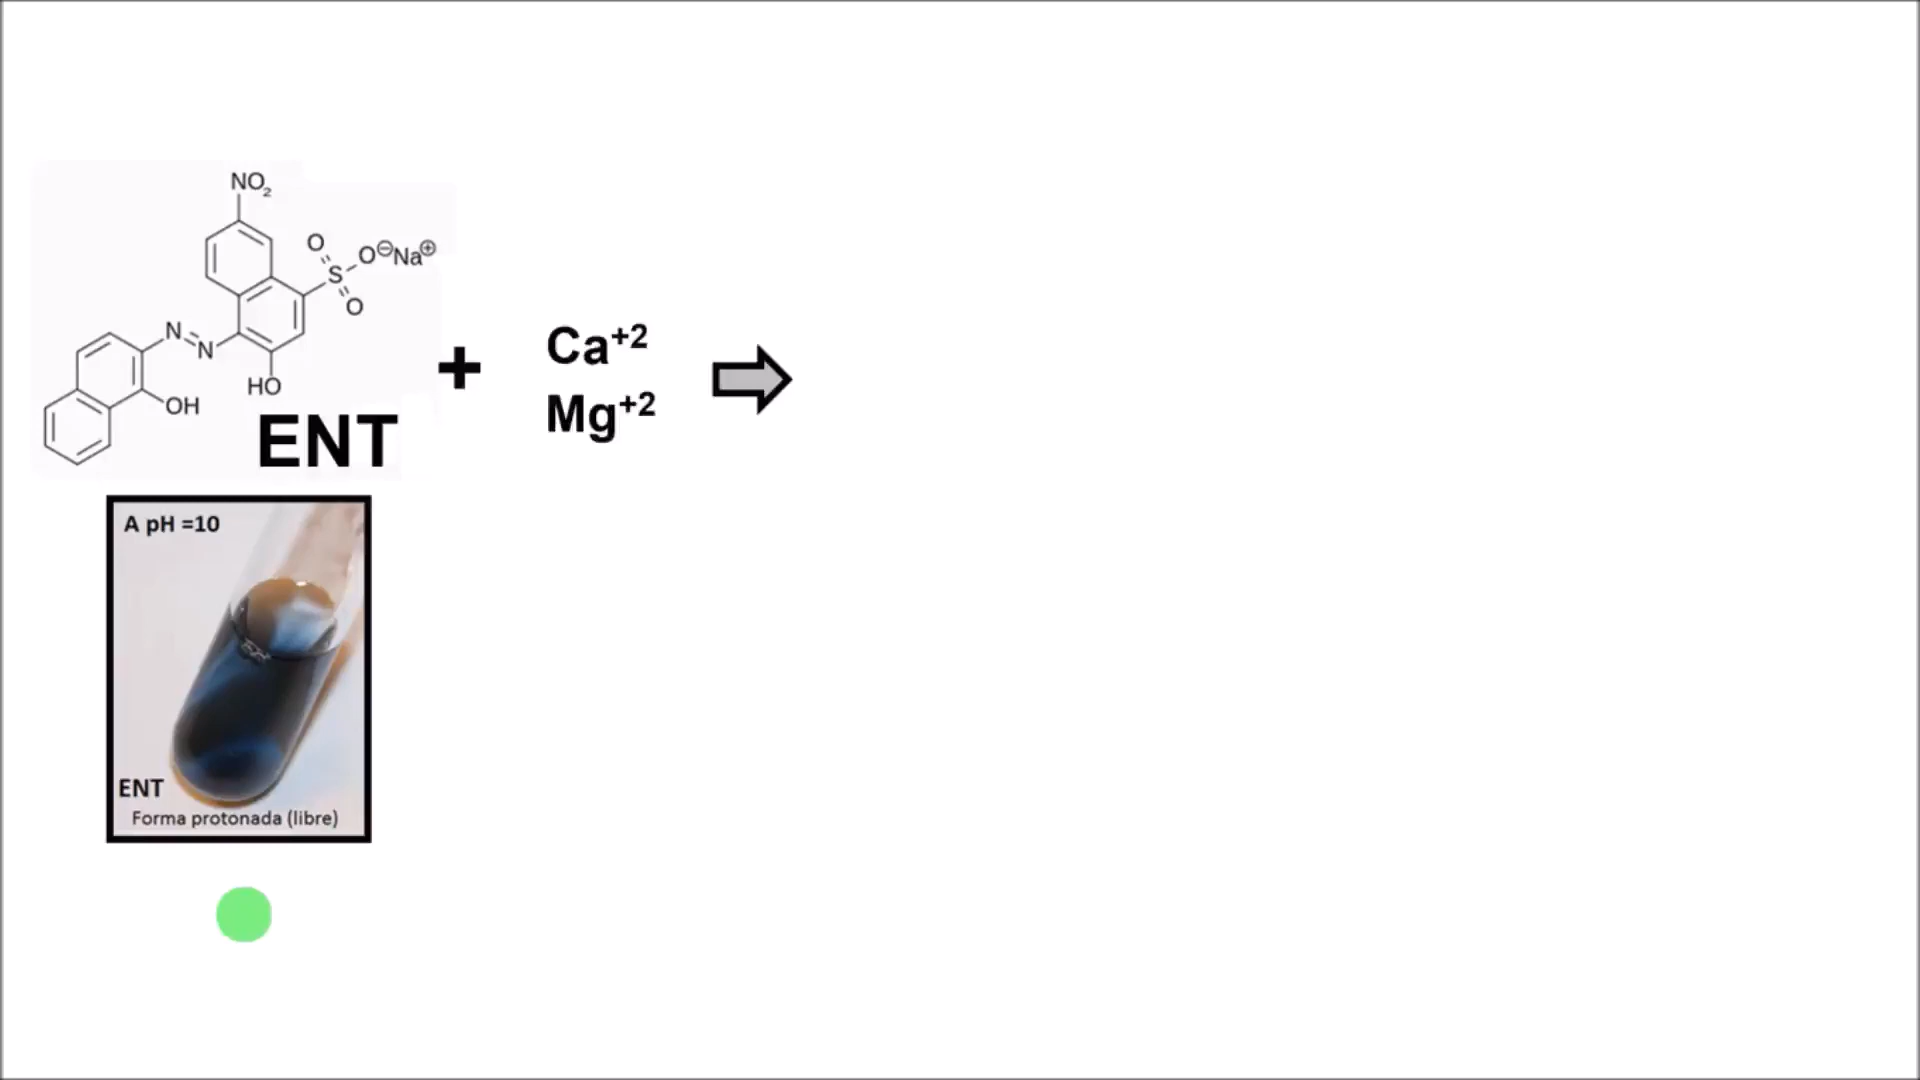 NO₂
O
O⊖Na⊕
S
O
N
N
HO
OH
ENT
+
Ca⁺²
Mg⁺²
A pH =10
ENT
Forma protonada (libre)